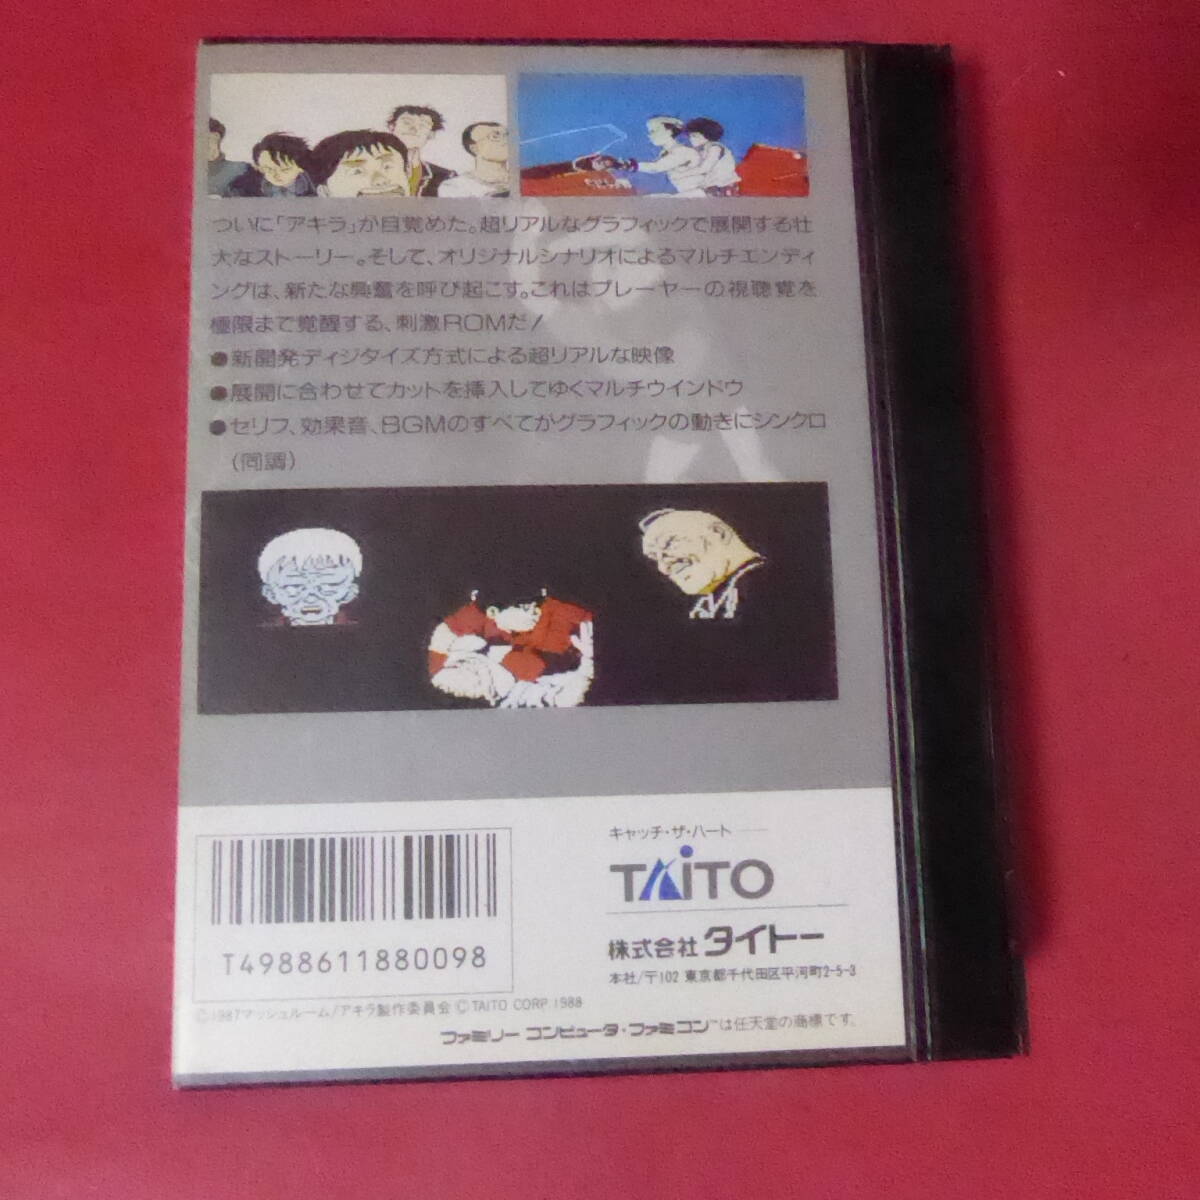 ついに「アキラ」が目覚めた。超リアルなグラフィックで展開する壮
大なストーリー。そして、オリジナルシナリオによるマルチエンディ
ングは、新たな興奮を呼び起こす。これはプレーヤーの視聴覚を
極限まで覚醒する、刺激ROMだ!
●新開発ディジタイズ方式による超リアルな映像
●展開に合わせてカットを挿入してゆくマルチウインドウ
●セリフ、効果音、BGMのすべてがグラフィックの動きにシンクロ
(同調)
キャッチ・ザ・ハート
TAiTO
株式会社 タイトー
本社/〒102 東京都千代田区平河町2-5-3
T4988611880098
©1987マッシュルーム/アキラ製作委員会 © TAITO CORP. 1988
ファミリー コンピュータ・ファミコン™は任天堂の商標です。